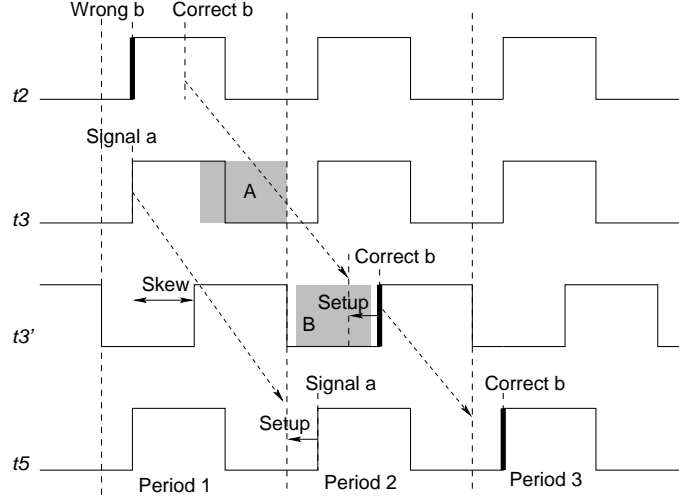 Wrong b
Correct b
t2
Signal a
A
t3
Correct b
Skew
Setup
B
t3'
Signal a
Correct b
Setup
t5
Period 1
Period 2
Period 3